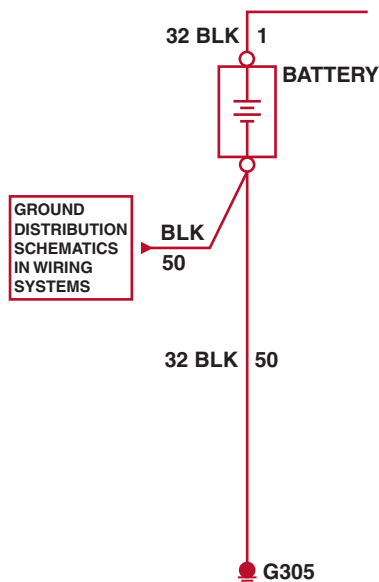 32 BLK 1
BATTERY
GROUND
DISTRIBUTION
SCHEMATICS
IN WIRING
SYSTEMS
BLK
50
32 BLK 50
G305